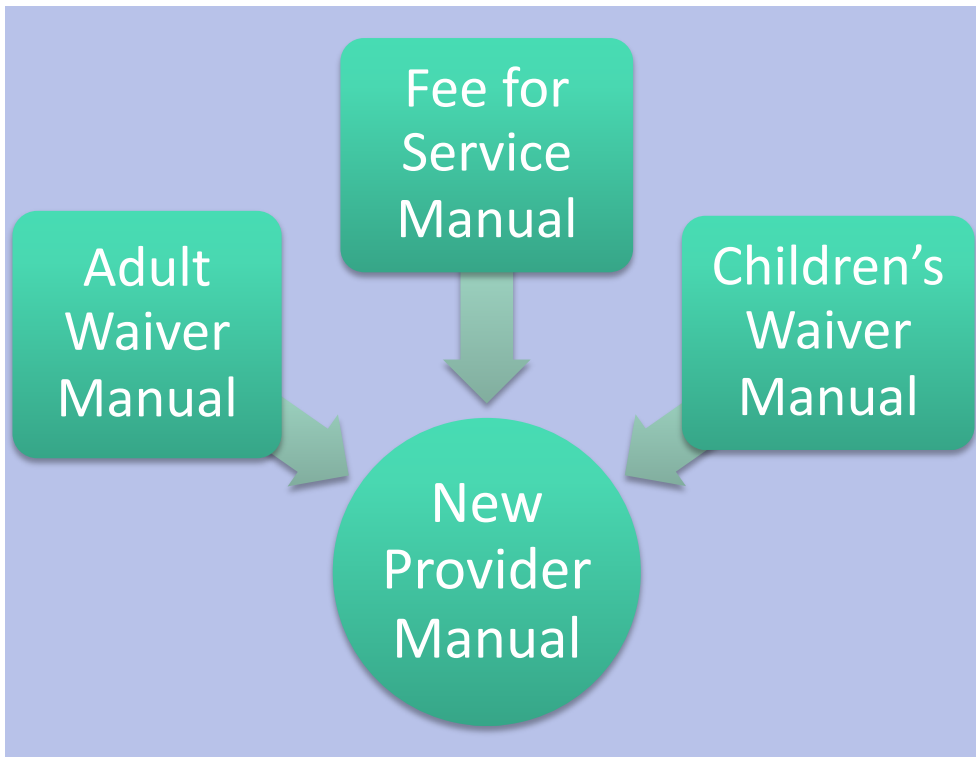 Fee for
Service
Manual
Adult
Waiver
Manual
Children’s
Waiver
Manual
New
Provider
Manual